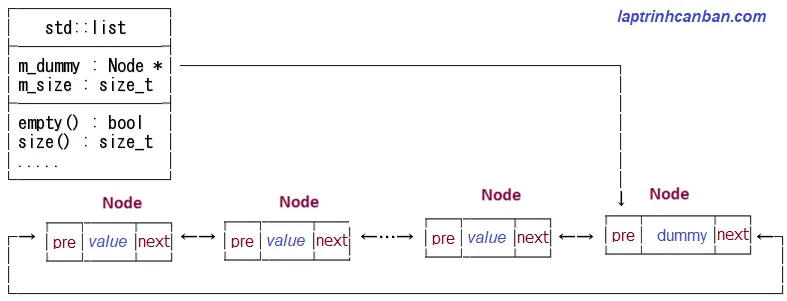 laptrinhcanban.com
std::list
m_dummy : Node *
m_size : size_t
empty() : bool
size() : size_t
.....
Node Node Node Node
pre value next pre value next ... pre value next pre dummy next